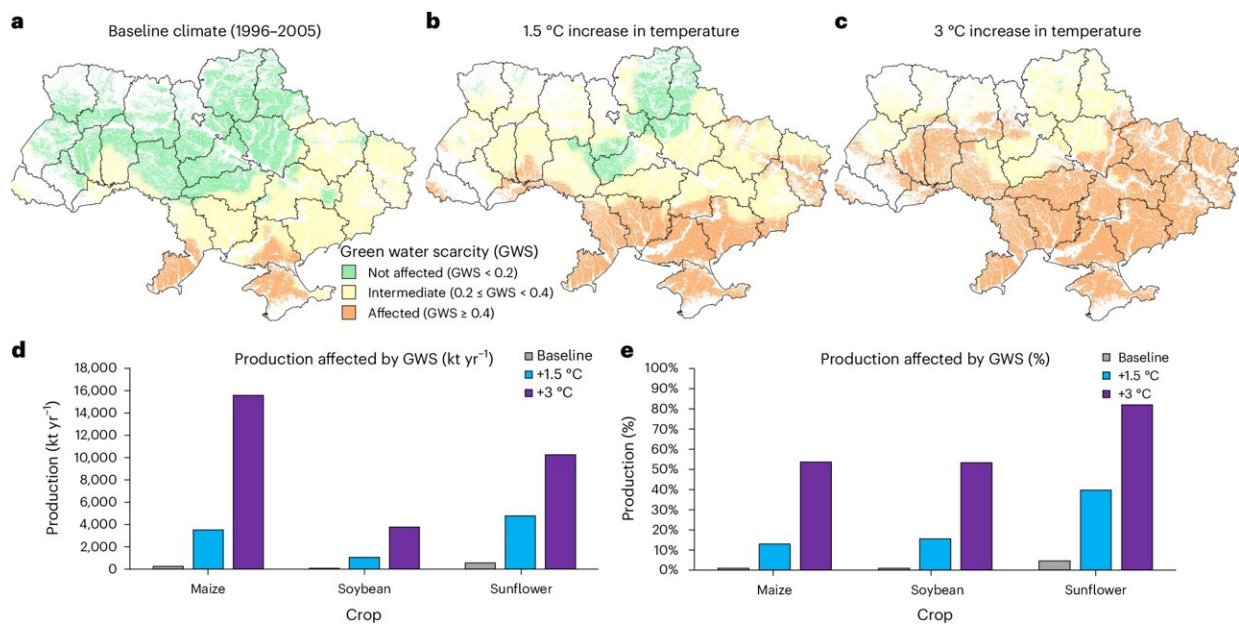 a
Baseline climate (1996–2005)
b
1.5 °C increase in temperature
c
3 °C increase in temperature
Green water scarcity (GWS)
Not affected (GWS < 0.2)
Intermediate (0.2 ≤ GWS < 0.4)
Affected (GWS ≥ 0.4)
d
Production affected by GWS (kt yr⁻¹)
Baseline
+1.5 °C
+3 °C
Production (kt yr⁻¹)
18,000
16,000
14,000
12,000
10,000
8,000
6,000
4,000
2,000
0
Maize
Soybean
Sunflower
Crop
e
Production affected by GWS (%)
Baseline
+1.5 °C
+3 °C
Production (%)
100%
90%
80%
70%
60%
50%
40%
30%
20%
10%
0%
Maize
Soybean
Sunflower
Crop